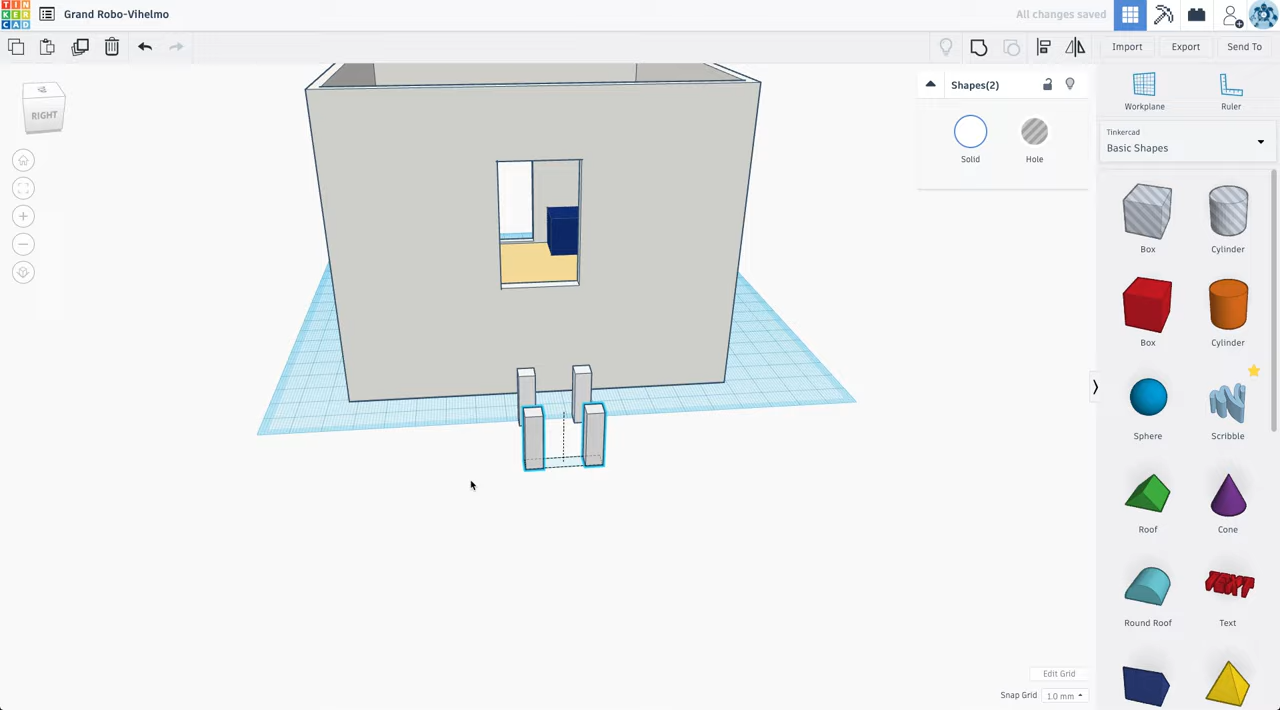 TIN
KER
CAD
Grand Robo-Vihelmo
All changes saved
Import
Export
Send To
RIGHT
Shapes(2)
Solid
Hole
Workplane
Ruler
Tinkercad
Basic Shapes
Box
Cylinder
Box
Cylinder
Sphere
Scribble
Roof
Cone
Round Roof
Text
TEXT
Edit Grid
Snap Grid
1.0 mm